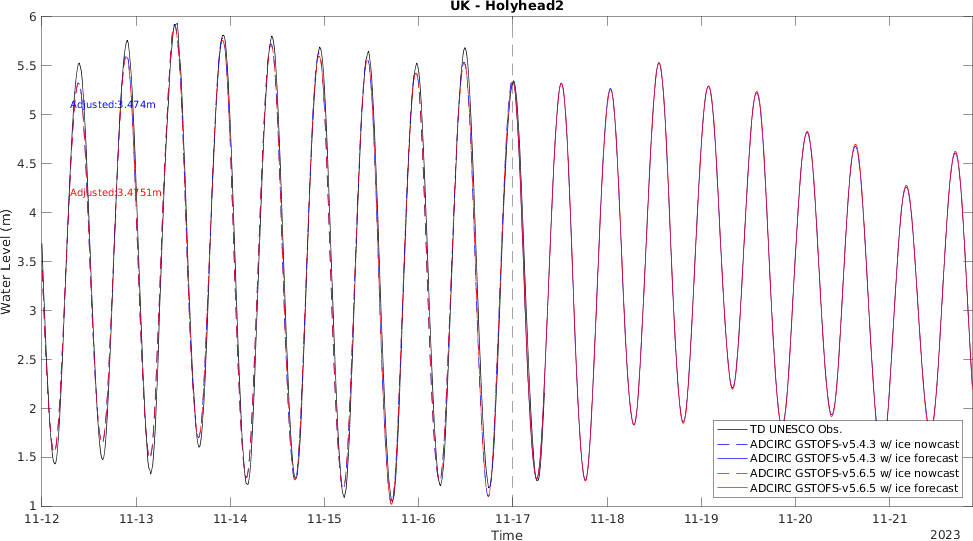 UK - Holyhead2
6
5.5
5
4.5
4
3.5
3
2.5
2
1.5
1
Water Level (m)
Adjusted:3.474m
Adjusted:3.4751m
TD UNESCO Obs.
ADCIRC GSTOFS-v5.4.3 w/ ice nowcast
ADCIRC GSTOFS-v5.4.3 w/ ice forecast
ADCIRC GSTOFS-v5.6.5 w/ ice nowcast
ADCIRC GSTOFS-v5.6.5 w/ ice forecast
11-12 11-13 11-14 11-15 11-16 11-17 11-18 11-19 11-20 11-21
Time
2023